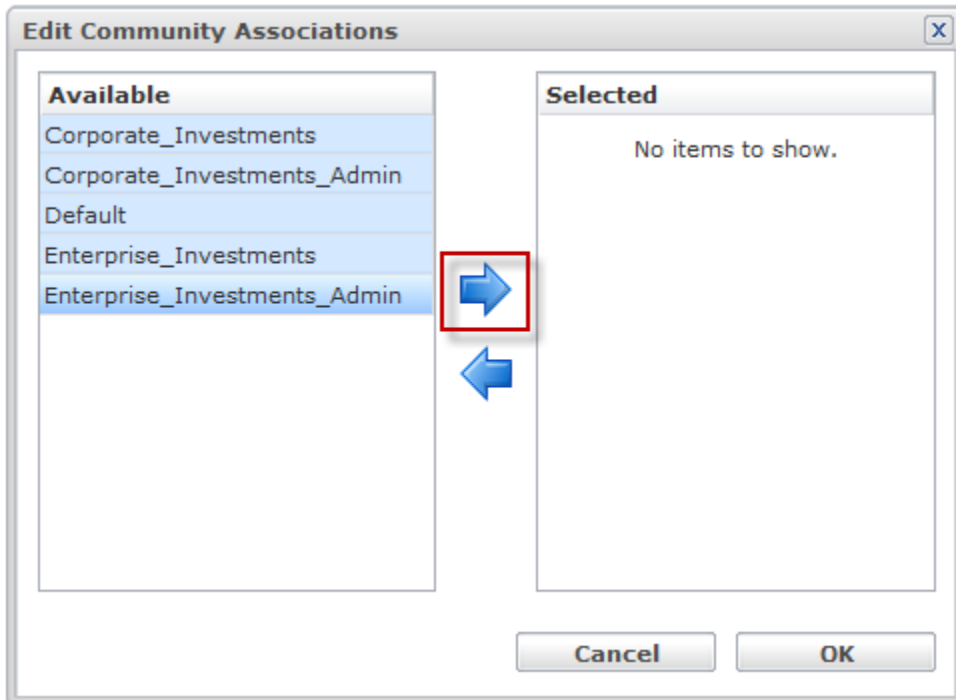 Edit Community Associations
X
Available
Corporate_Investments
Corporate_Investments_Admin
Default
Enterprise_Investments
Enterprise_Investments_Admin
Selected
No items to show.
Cancel
OK